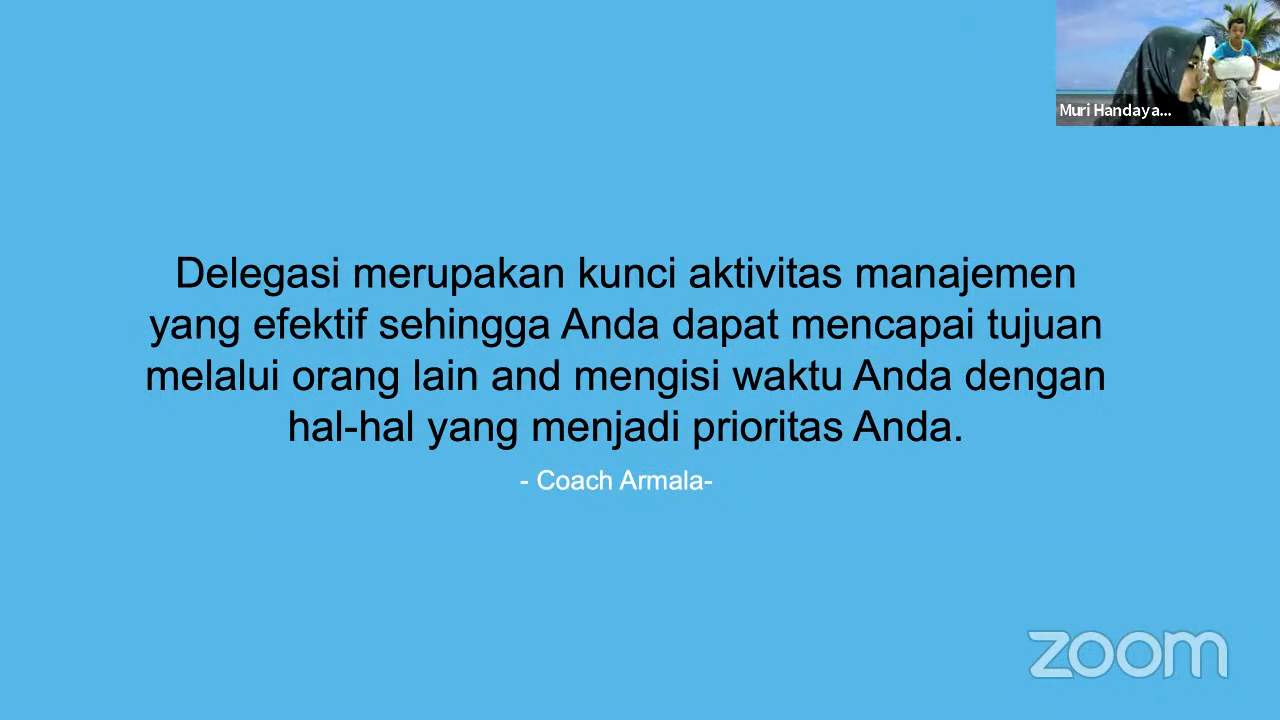 Muri Handaya...
Delegasi merupakan kunci aktivitas manajemen
yang efektif sehingga Anda dapat mencapai tujuan
melalui orang lain and mengisi waktu Anda dengan
hal-hal yang menjadi prioritas Anda.
- Coach Armala-
zoom